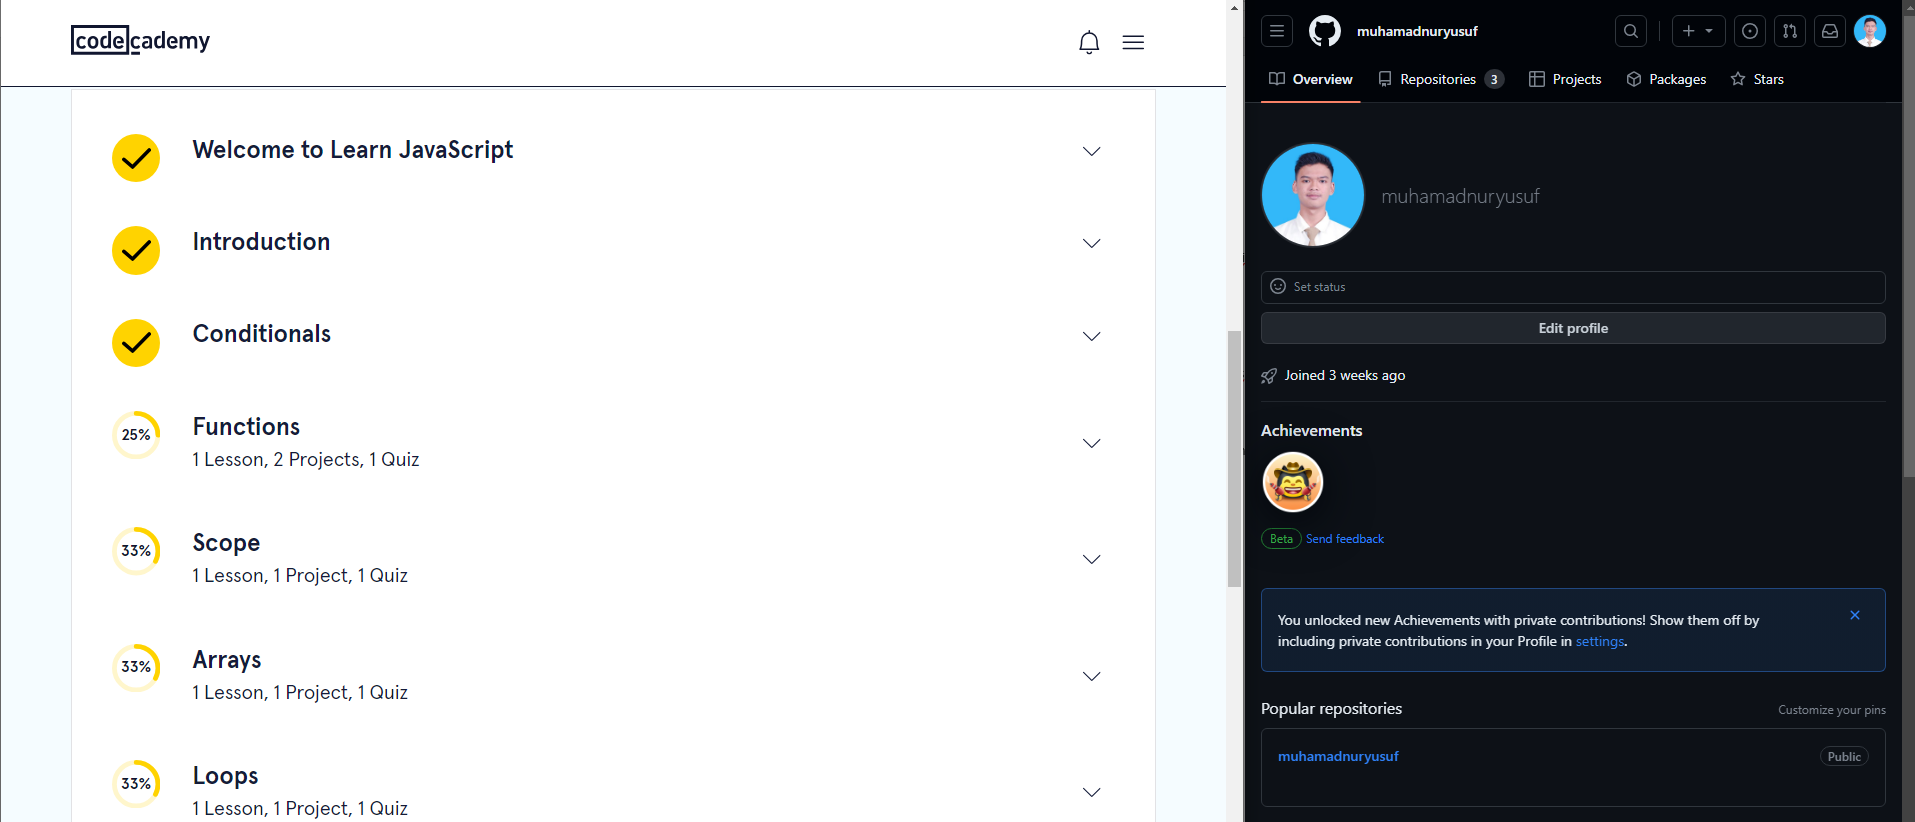 codecademy
Welcome to Learn JavaScript
Introduction
Conditionals
25%
Functions
1 Lesson, 2 Projects, 1 Quiz
33%
Scope
1 Lesson, 1 Project, 1 Quiz
33%
Arrays
1 Lesson, 1 Project, 1 Quiz
33%
Loops
1 Lesson, 1 Project, 1 Quiz
muhamadnuryusuf
Overview Repositories 3 Projects Packages Stars
muhamadnuryusuf
Set status
Edit profile
Joined 3 weeks ago
Achievements
Beta Send feedback
You unlocked new Achievements with private contributions! Show them off by
including private contributions in your Profile in settings.
Popular repositories Customize your pins
muhamadnuryusuf Public